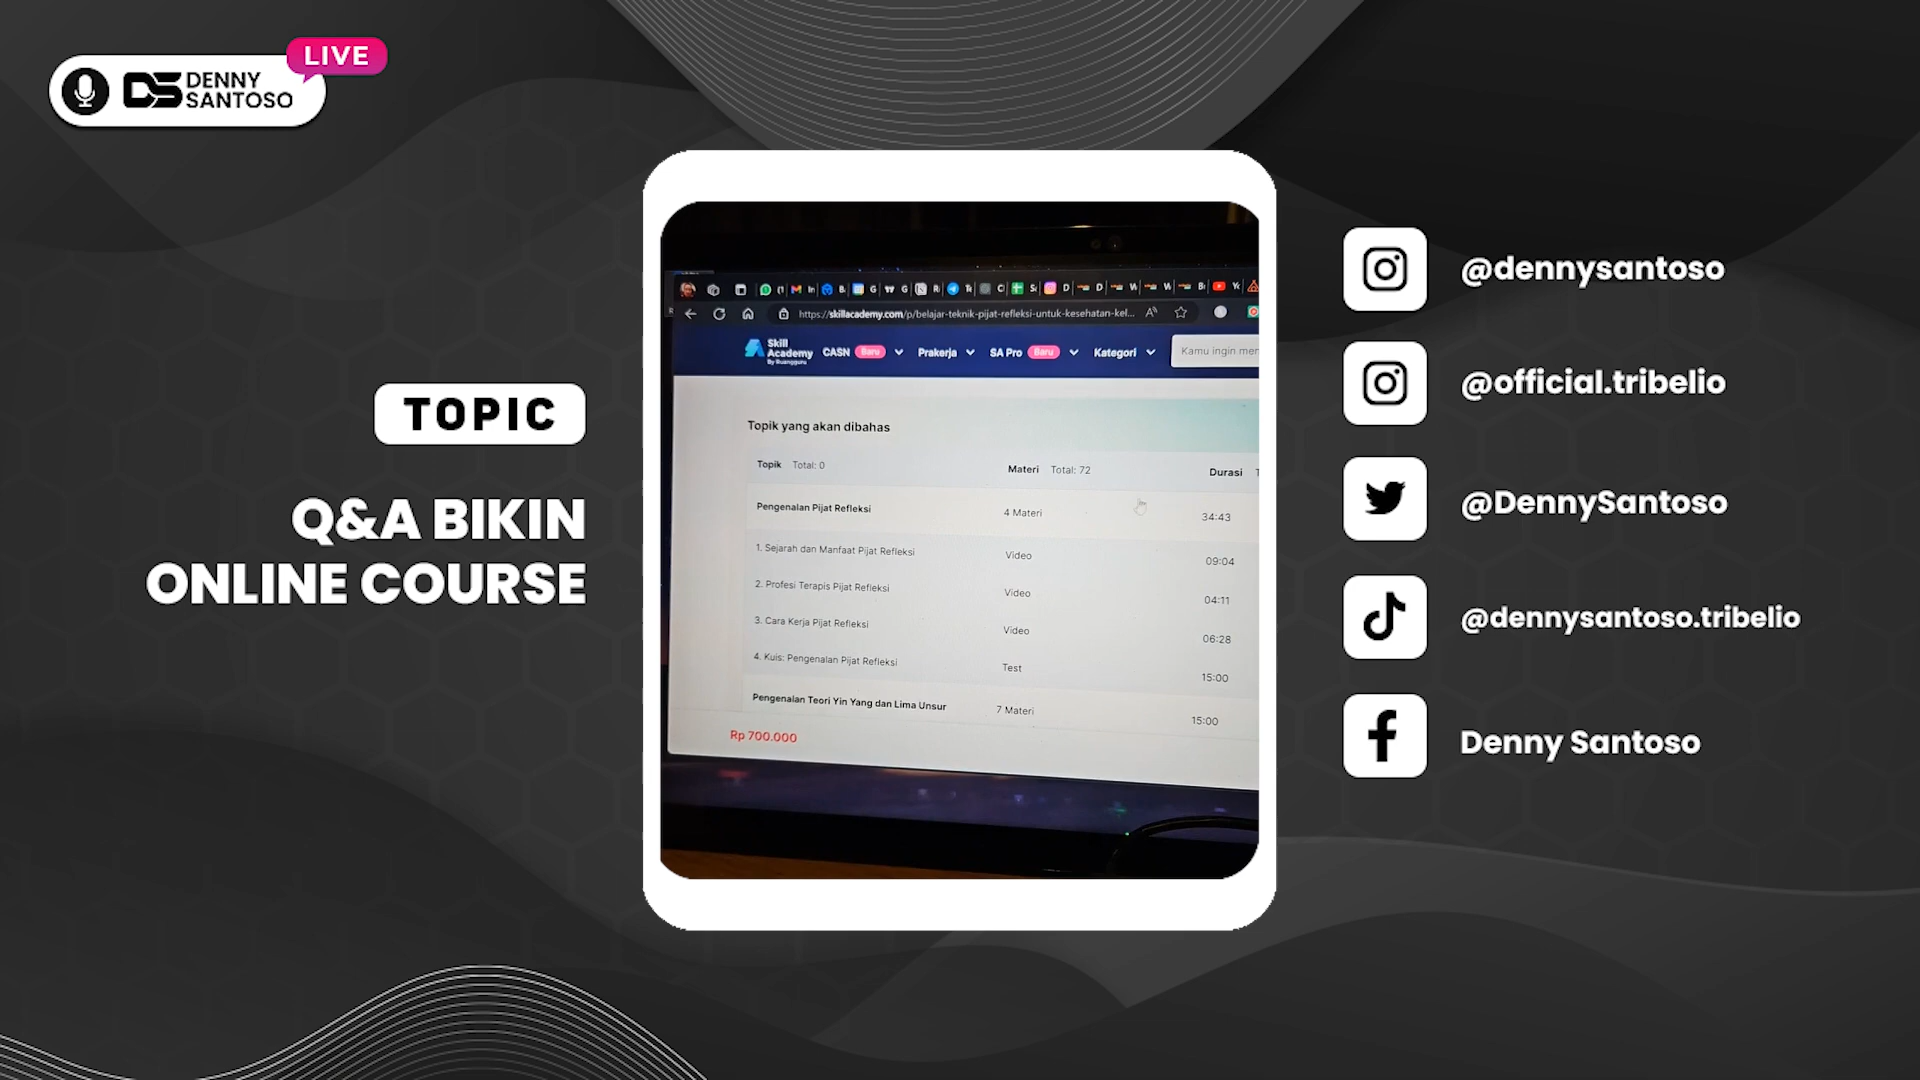 LIVE
DS DENNY
SANTOSO
TOPIC
Q&A BIKIN
ONLINE COURSE
https://skillacademy.com/p/belajar-teknik-pijat-refleksi-untuk-kesehatan-kel...
Skill
Academy
By Ruangguru
CASN Baru
Prakerja
SA Pro Baru
Kategori
Kamu ingin
Topik yang akan dibahas
Topik Total: 0 Materi Total: 72 Durasi
Pengenalan Pijat Refleksi 4 Materi 34:43
1. Sejarah dan Manfaat Pijat Refleksi Video 09:04
2. Profesi Terapis Pijat Refleksi Video 04:11
3. Cara Kerja Pijat Refleksi Video 06:28
4. Kuis: Pengenalan Pijat Refleksi Test 15:00
Pengenalan Teori Yin Yang dan Lima Unsur 7 Materi 15:00
Rp 700.000
@dennysantoso
@official.tribelio
@DennySantoso
@dennysantoso.tribelio
Denny Santoso